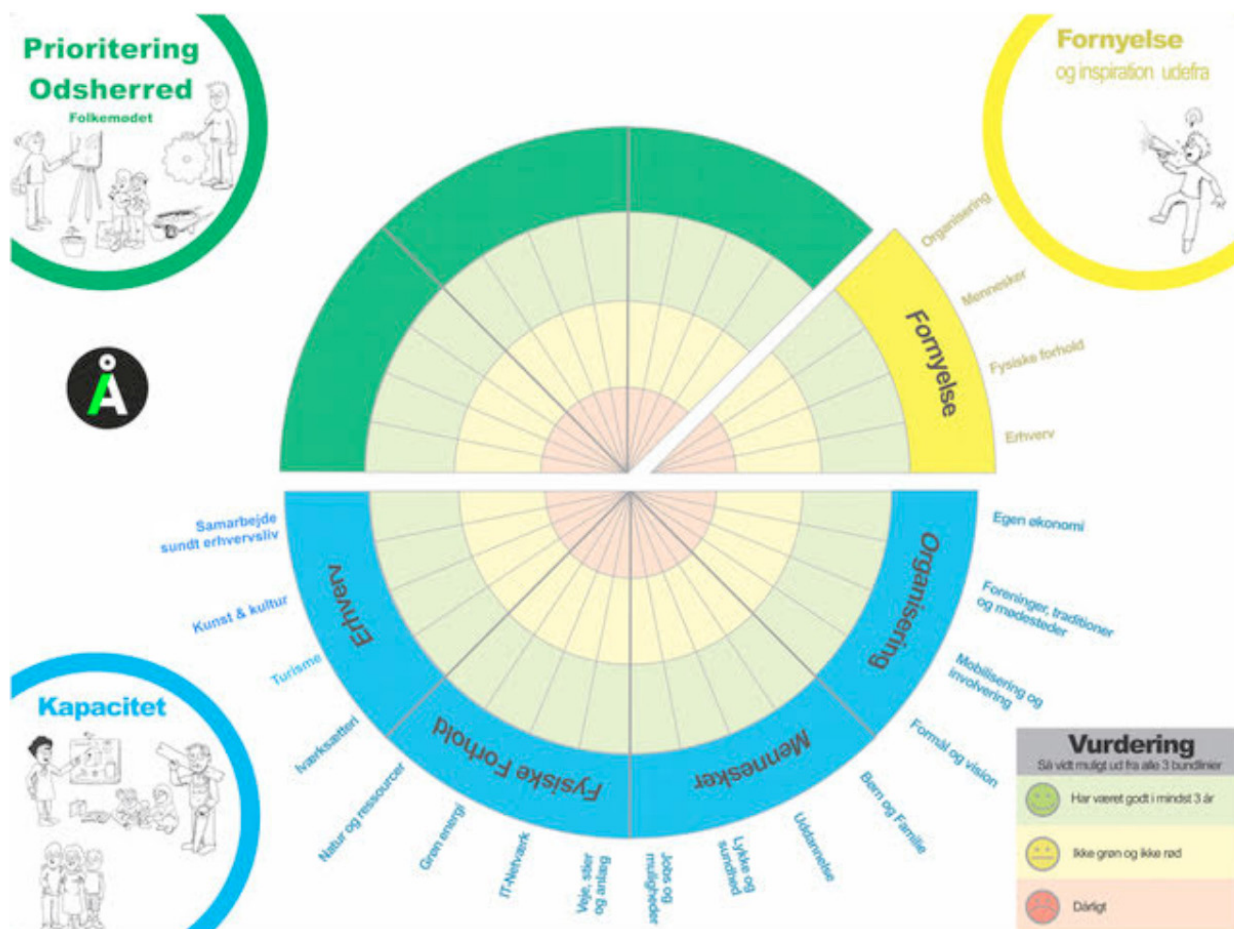 Prioritering
Odsherred
Folkemødet
Fornyelse
og inspiration udefra
Organisering
Mennesker
Fysiske forhold
Erhverv
Fornyelse
Å
Samarbejde
sundt erhvervsliv
Kunst & kultur
Turisme
Iværksætteri
Natur og ressourcer
Grøn energi
IT-Netværk
Veje, stier
og anlæg
Jobs og
muligheder
Lykke og
sundhed
Uddannelse
Børn og Familie
Formål og vision
Mobilisering og
involvering
Foreninger, traditioner
og mødesteder
Egen økonomi
Erhverv
Fysiske Forhold
Mennesker
Organisering
Kapacitet
Vurdering
Så vidt muligt ud fra alle 3 bundlinier
Har været godt i mindst 3 år
Ikke grøn og ikke rød
Dårligt